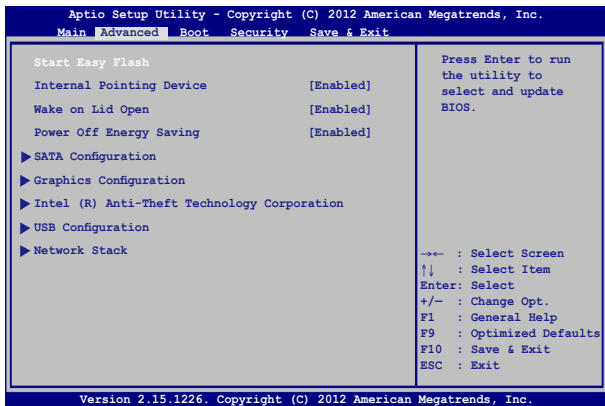 Aptio Setup Utility - Copyright (C) 2012 American Megatrends, Inc.
Main Advanced Boot Security Save & Exit
Start Easy Flash
Internal Pointing Device [Enabled]
Wake on Lid Open [Enabled]
Power Off Energy Saving [Enabled]
SATA Configuration
Graphics Configuration
Intel (R) Anti-Theft Technology Corporation
USB Configuration
Network Stack
Press Enter to run
the utility to
select and update
BIOS.
→← : Select Screen
↑↓ : Select Item
Enter: Select
+/— : Change Opt.
F1 : General Help
F9 : Optimized Defaults
F10 : Save & Exit
ESC : Exit
Version 2.15.1226. Copyright (C) 2012 American Megatrends, Inc.